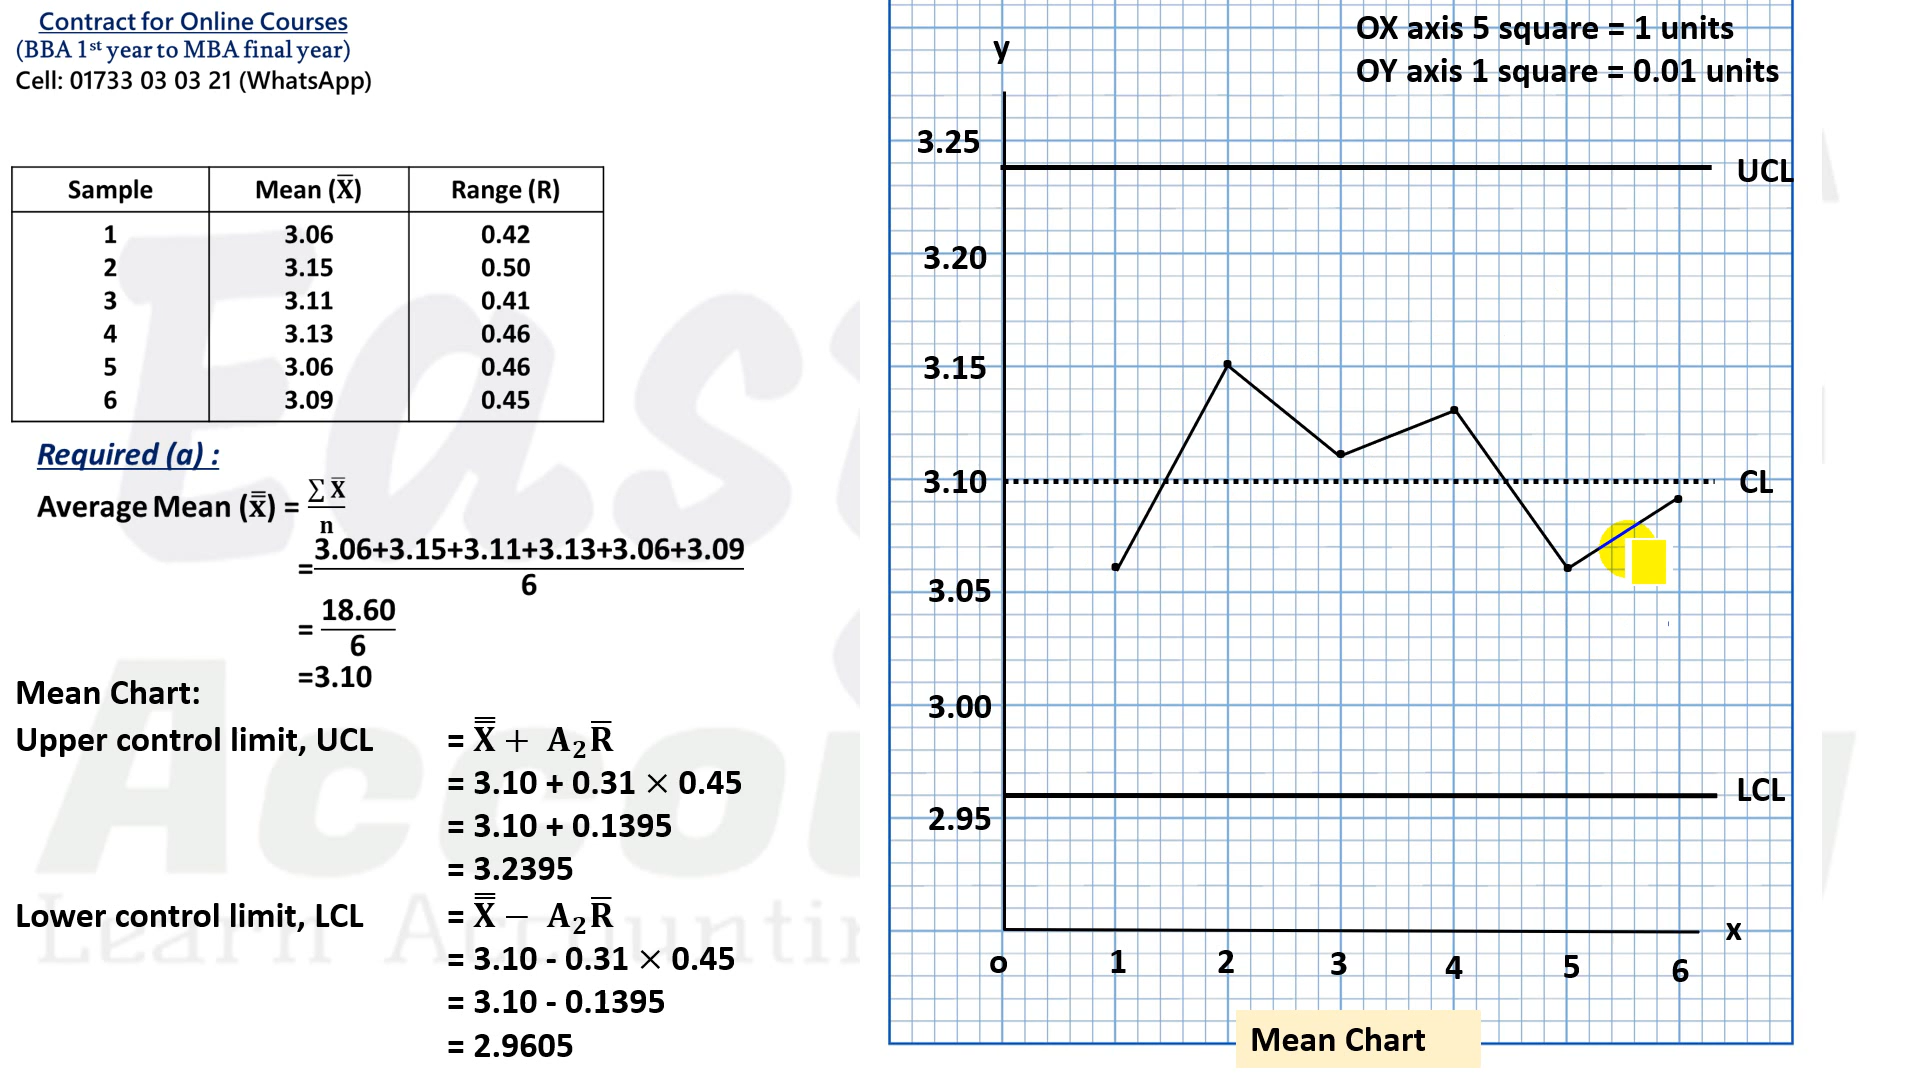 Contract for Online Courses
(BBA 1st year to MBA final year)
Cell: 01733 03 03 21 (WhatsApp)
Sample Mean (X̅) Range (R)
1 3.06 0.42
2 3.15 0.50
3 3.11 0.41
4 3.13 0.46
5 3.06 0.46
6 3.09 0.45
Required (a) :
Average Mean (x̿) = ∑ X̅ / n
= 3.06+3.15+3.11+3.13+3.06+3.09 / 6
= 18.60 / 6
=3.10
Mean Chart:
Upper control limit, UCL = X̿ + A₂R̅
= 3.10 + 0.31 × 0.45
= 3.10 + 0.1395
= 3.2395
Lower control limit, LCL = X̿ − A₂R̅
= 3.10 - 0.31 × 0.45
= 3.10 - 0.1395
= 2.9605
OX axis 5 square = 1 units
OY axis 1 square = 0.01 units
y
3.25
UCL
3.20
3.15
3.10
CL
3.05
3.00
LCL
2.95
x
o 1 2 3 4 5 6
Mean Chart
Learn Accounti